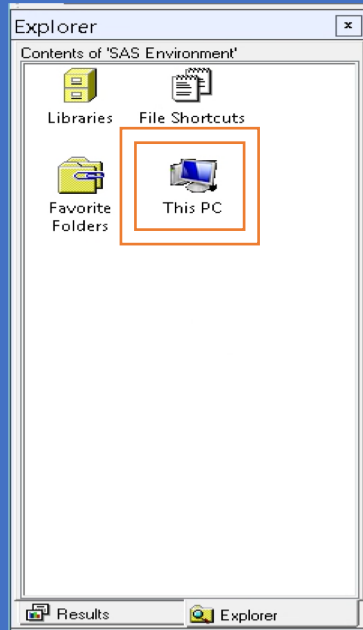 Explorer
Contents of 'SAS Environment'
Libraries
File Shortcuts
Favorite
Folders
This PC
Results
Explorer